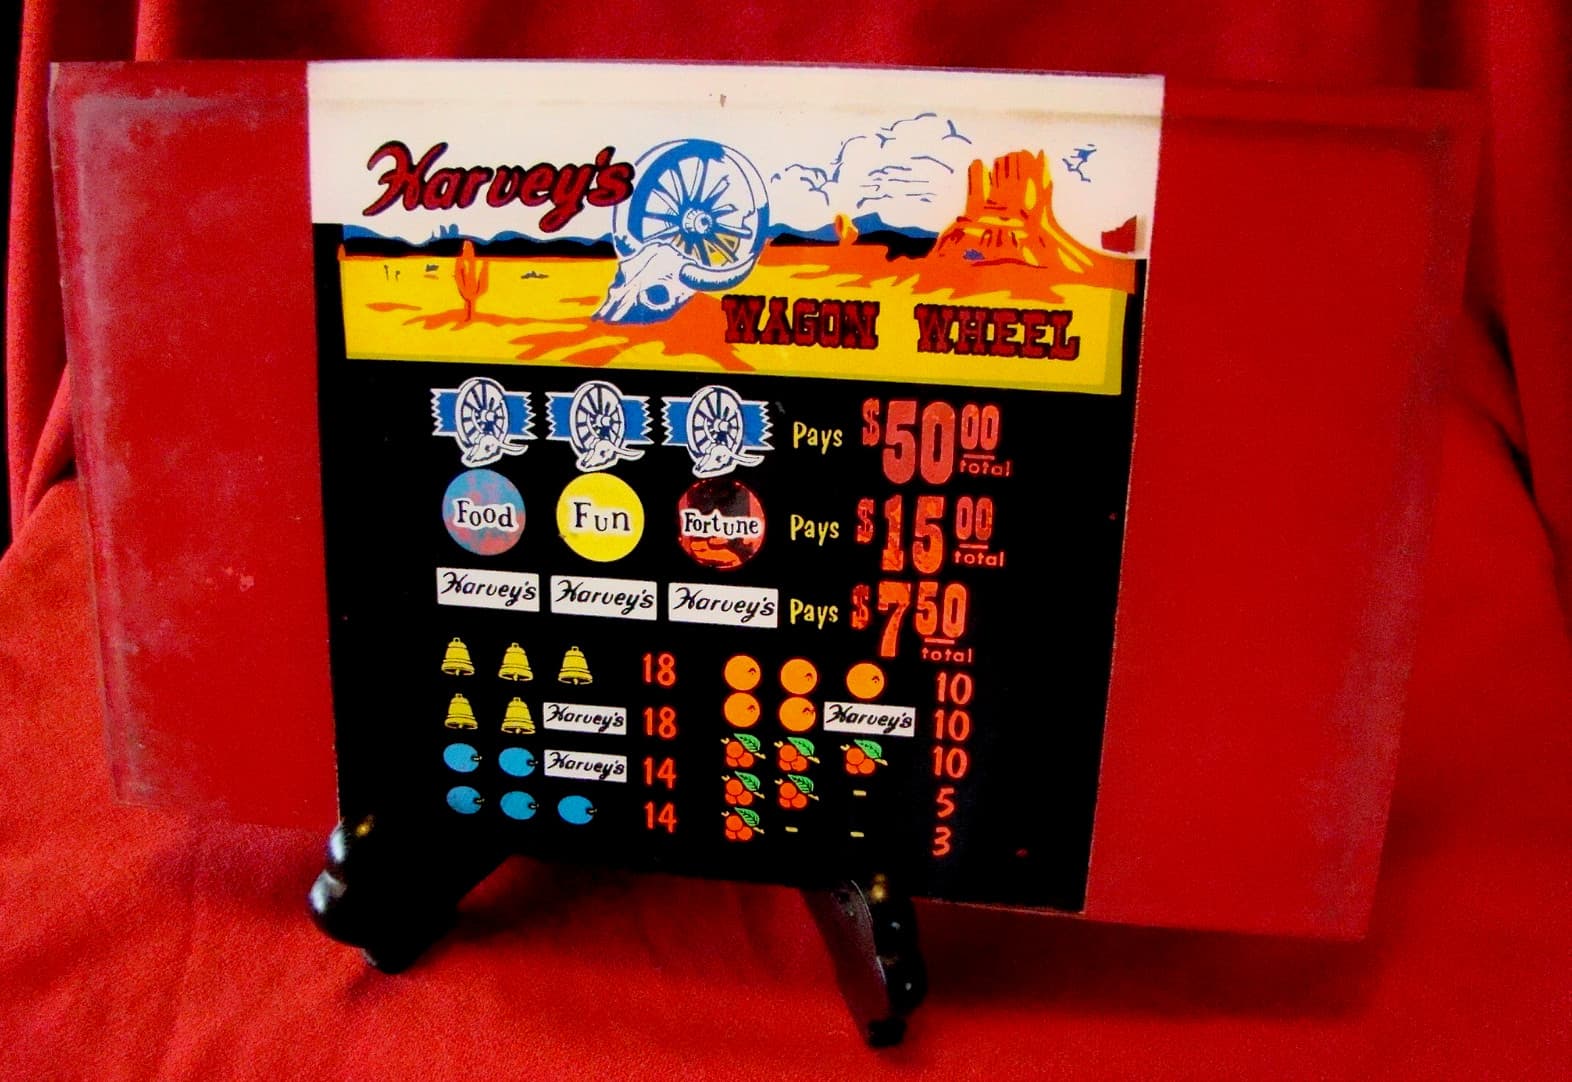 Harvey's
WAGON WHEEL
Pays $50 00 total
Food Fun Fortune Pays $15 00 total
Harvey's Harvey's Harvey's Pays $7 50 total
18 10
Harvey's 18 Harvey's 10
Harvey's 14 10
14 - 5
- - 3